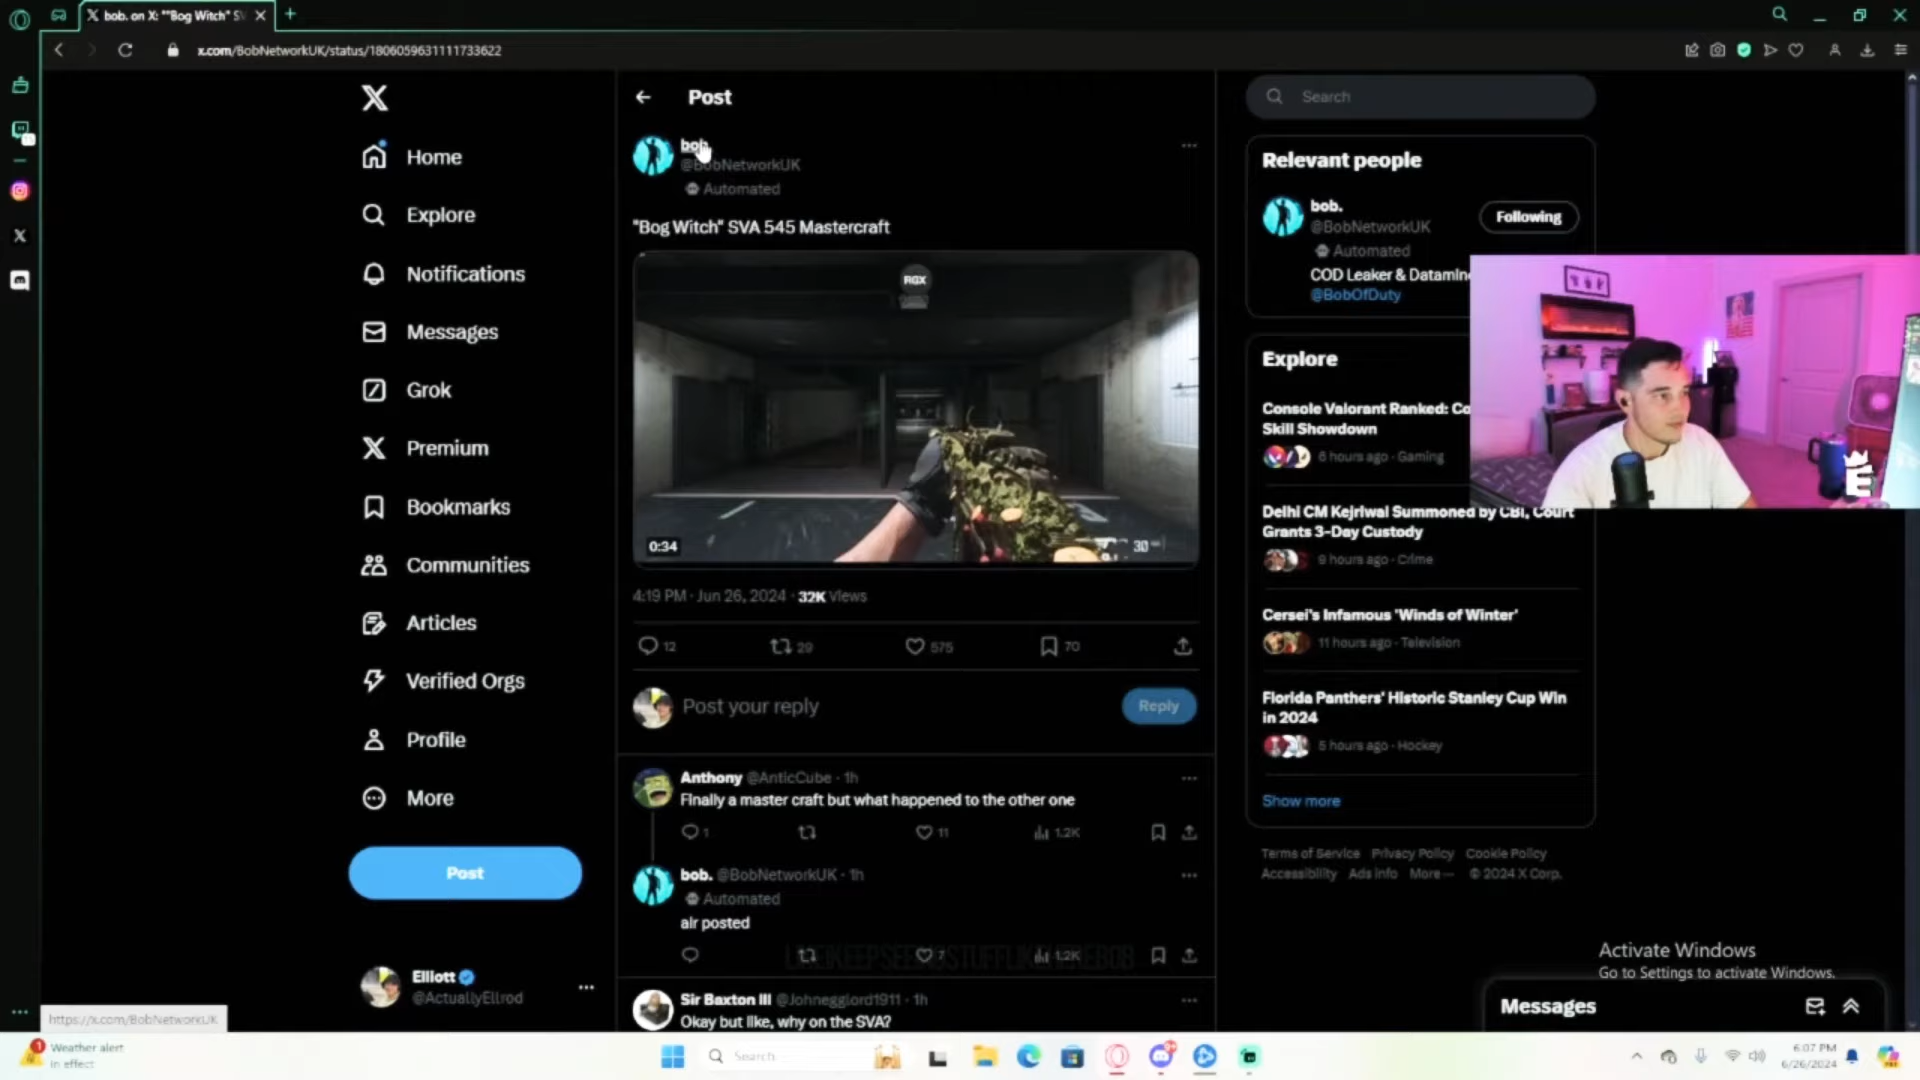 bob. on X: ""Bog Witch" SV
x.com/BobNetworkUK/status/1806059631111733622
Home
Explore
Notifications
Messages
Grok
Premium
Bookmarks
Communities
Articles
Verified Orgs
Profile
More
Post
Elliott
@ActuallyEllrod
https://x.com/BobNetworkUK
Post
bob.
@BobNetworkUK
Automated
"Bog Witch" SVA 545 Mastercraft
RGX
0:34
30
4:19 PM · Jun 26, 2024 · 32K Views
12 29 575 70
Post your reply
Reply
Anthony @AnticCube · 1h
Finally a master craft but what happened to the other one
1 11 1.2K
bob. @BobNetworkUK · 1h
Automated
alr posted
7 1.2K
Sir Baxton III @Johnegglord1911 · 1h
Okay but like, why on the SVA?
Search
Relevant people
bob.
@BobNetworkUK
Following
Automated
COD Leaker & Datamine
@BobOfDuty
Explore
Console Valorant Ranked: Co
Skill Showdown
6 hours ago · Gaming
Delhi CM Kejriwal Summoned by CBI, Court
Grants 3-Day Custody
9 hours ago · Crime
Cersei's Infamous 'Winds of Winter'
11 hours ago · Television
Florida Panthers' Historic Stanley Cup Win
in 2024
5 hours ago · Hockey
Show more
Terms of Service Privacy Policy Cookie Policy
Accessibility Ads info More ··· © 2024 X Corp.
E
Activate Windows
Go to Settings to activate Windows.
Messages
1
Weather alert
In effect
Search
6:07 PM
6/26/2024